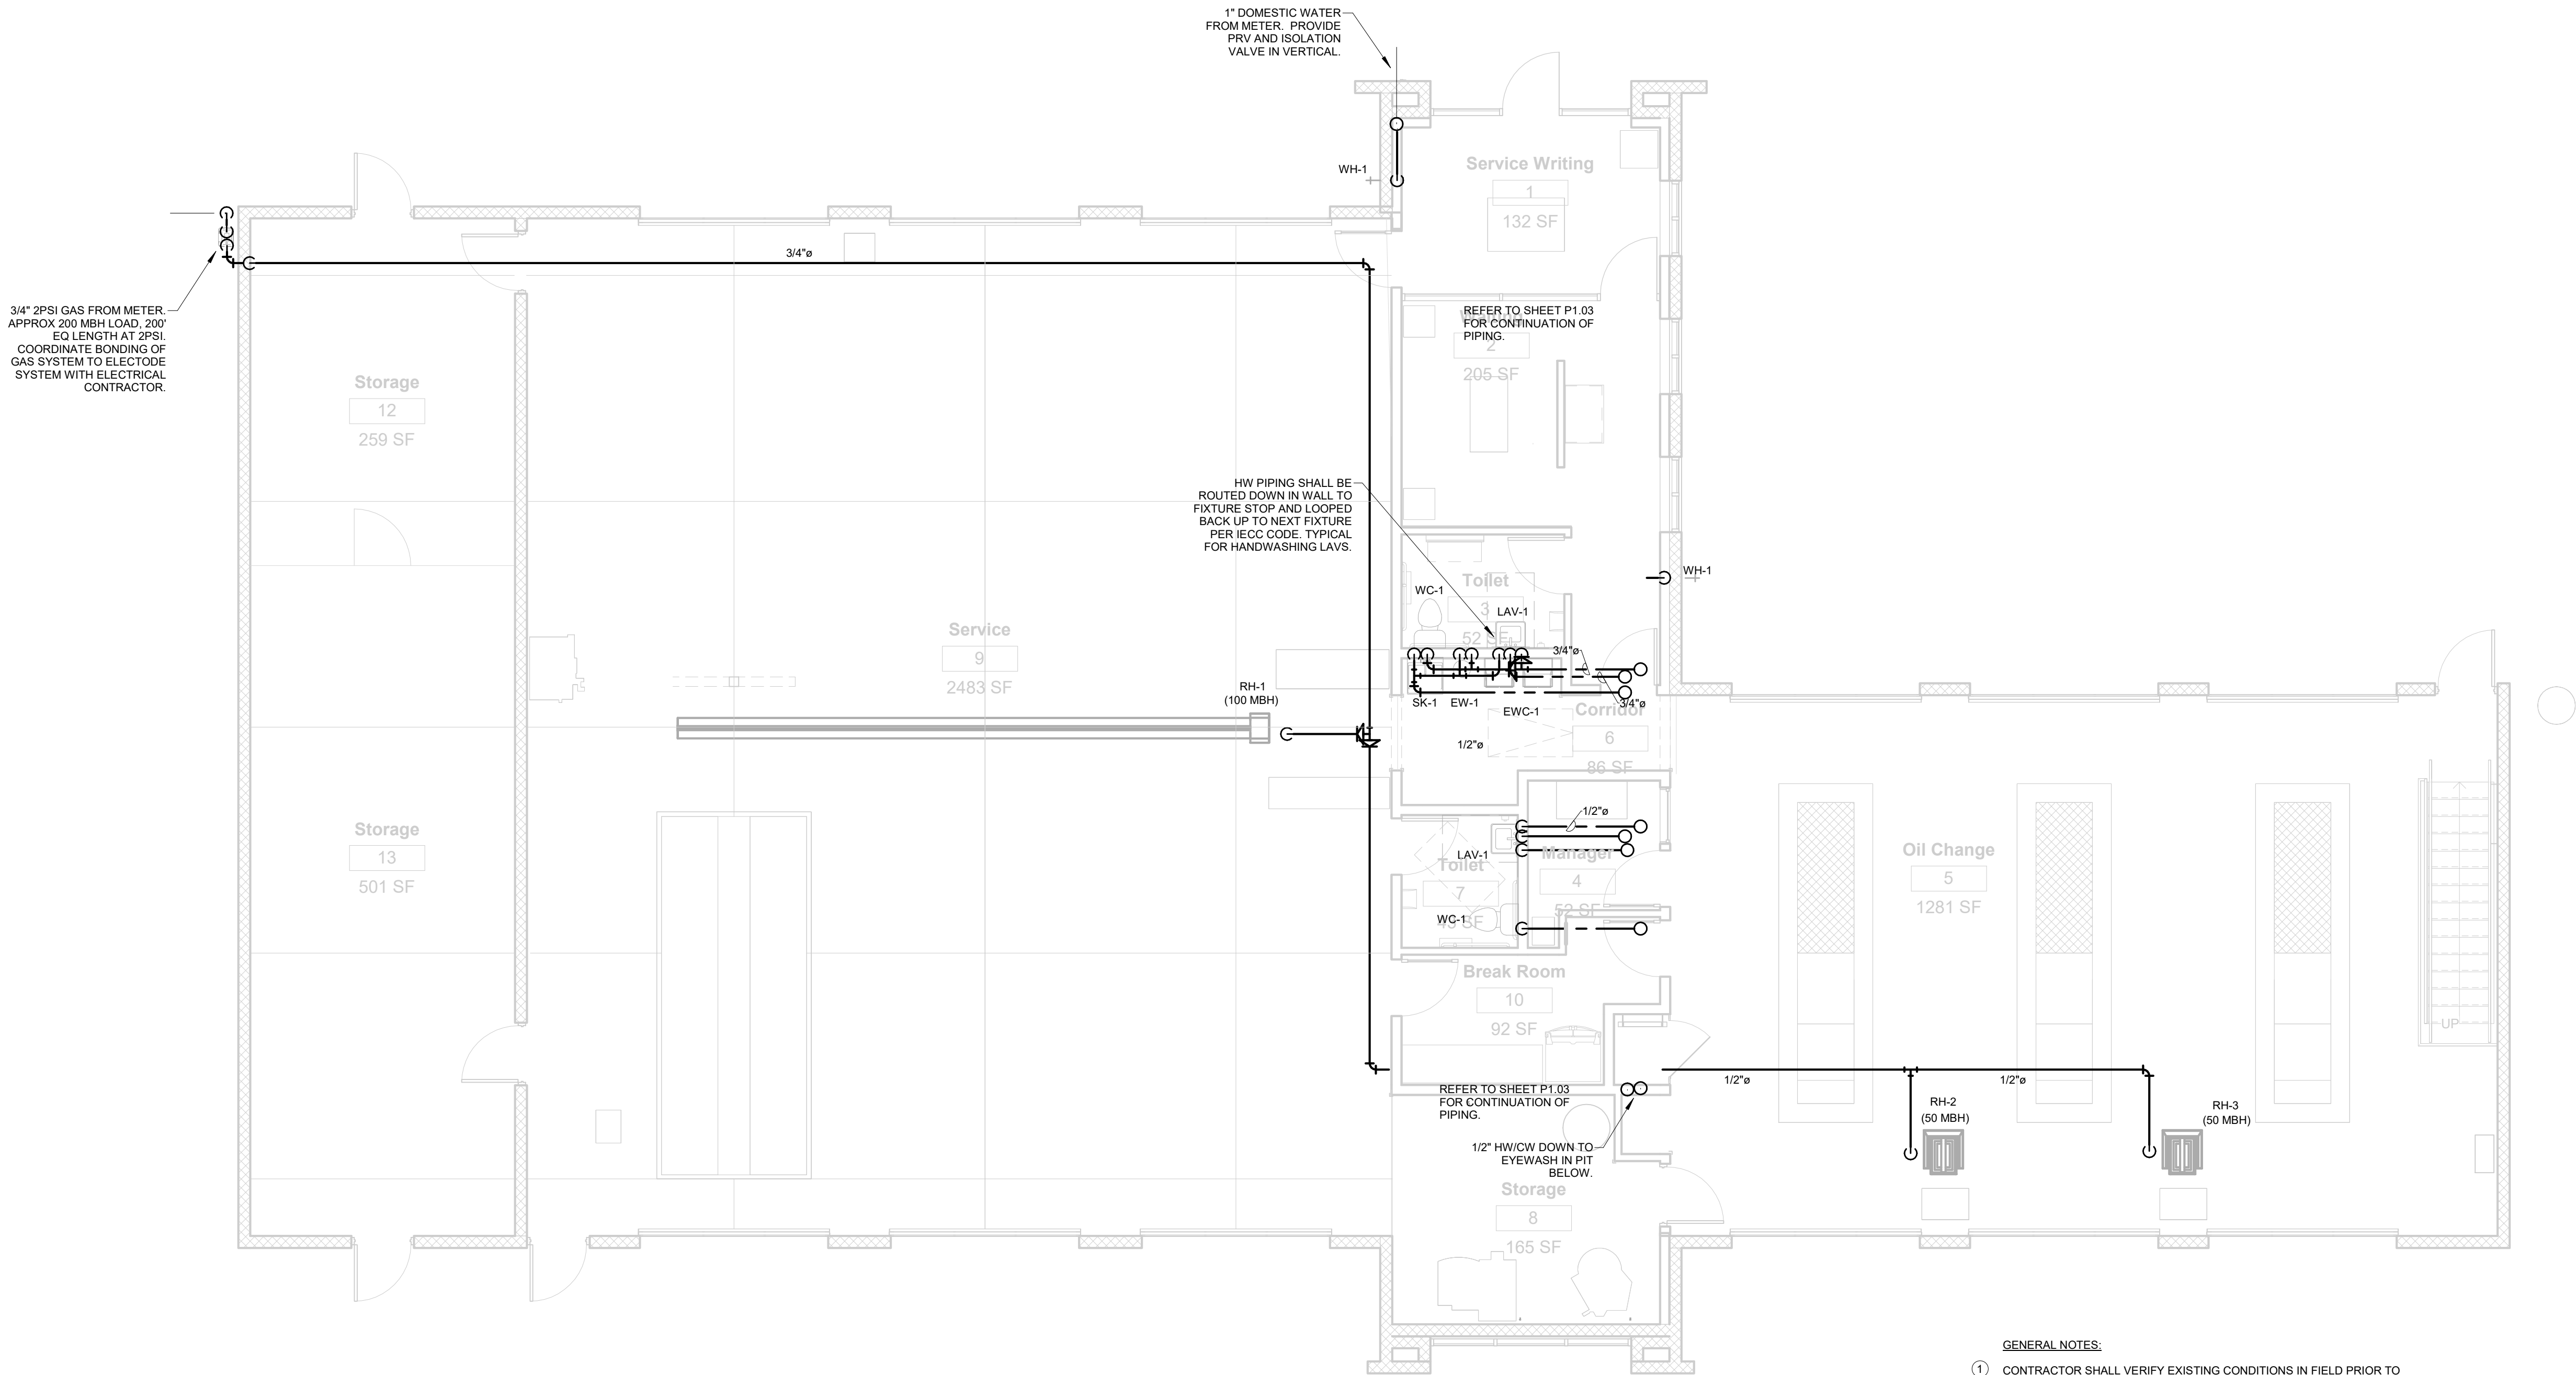 1" DOMESTIC WATER
FROM METER. PROVIDE
PRV AND ISOLATION
VALVE IN VERTICAL.
WH-1
Service Writing
1
132 SF
3/4"ø
3/4" 2PSI GAS FROM METER.
APPROX 200 MBH LOAD, 200'
EQ LENGTH AT 2PSI.
COORDINATE BONDING OF
GAS SYSTEM TO ELECTODE
SYSTEM WITH ELECTRICAL
CONTRACTOR.
REFER TO SHEET P1.03
FOR CONTINUATION OF
PIPING.
2
205 SF
Storage
12
259 SF
HW PIPING SHALL BE
ROUTED DOWN IN WALL TO
FIXTURE STOP AND LOOPED
BACK UP TO NEXT FIXTURE
PER IECC CODE. TYPICAL
FOR HANDWASHING LAVS.
WH-1
Toilet
WC-1
3
LAV-1
52 SF
3/4"ø
Service
9
2483 SF
RH-1
(100 MBH)
SK-1
EW-1
EWC-1
3/4"ø
Corridor
6
86 SF
1/2"ø
1/2"ø
Storage
13
501 SF
LAV-1
Toilet
7
WC-1
45 SF
Manager
4
52 SF
Oil Change
5
1281 SF
Break Room
10
92 SF
UP
1/2"ø
1/2"ø
REFER TO SHEET P1.03
FOR CONTINUATION OF
PIPING.
RH-2
(50 MBH)
RH-3
(50 MBH)
1/2" HW/CW DOWN TO
EYEWASH IN PIT
BELOW.
Storage
8
165 SF
GENERAL NOTES:
1 CONTRACTOR SHALL VERIFY EXISTING CONDITIONS IN FIELD PRIOR TO